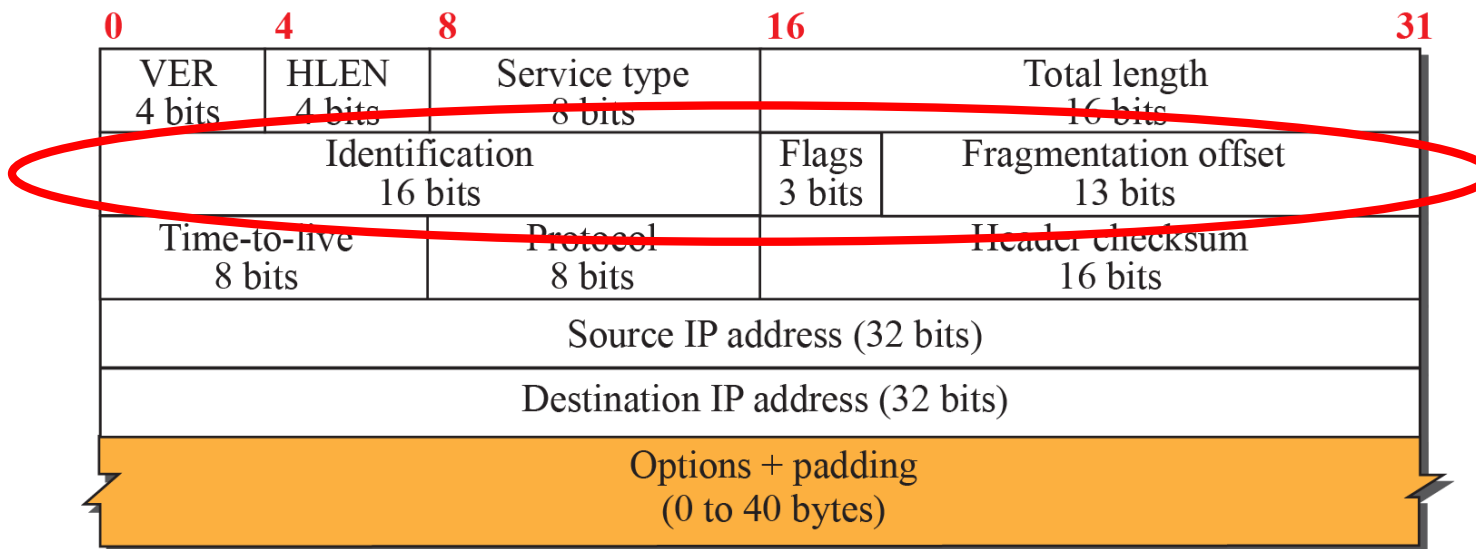 0 4 8 16 31
VER HLEN Service type Total length
4 bits 4 bits 8 bits 16 bits
Identification Flags Fragmentation offset
16 bits 3 bits 13 bits
Time-to-live Protocol Header checksum
8 bits 8 bits 16 bits
Source IP address (32 bits)
Destination IP address (32 bits)
Options + padding
(0 to 40 bytes)